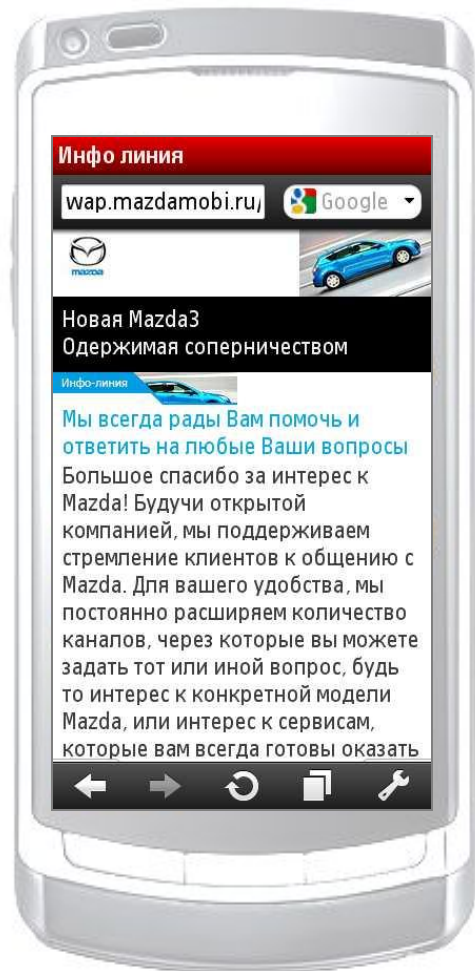 Инфо линия
wap.mazdamobi.ru/
Google
mazda
Новая Mazda3
Одержимая соперничеством
Инфо-линия
Мы всегда рады Вам помочь и
ответить на любые Ваши вопросы
Большое спасибо за интерес к
Mazda! Будучи открытой
компанией, мы поддерживаем
стремление клиентов к общению с
Mazda. Для вашего удобства, мы
постоянно расширяем количество
каналов, через которые вы можете
задать тот или иной вопрос, будь
то интерес к конкретной модели
Mazda, или интерес к сервисам,
которые вам всегда готовы оказать